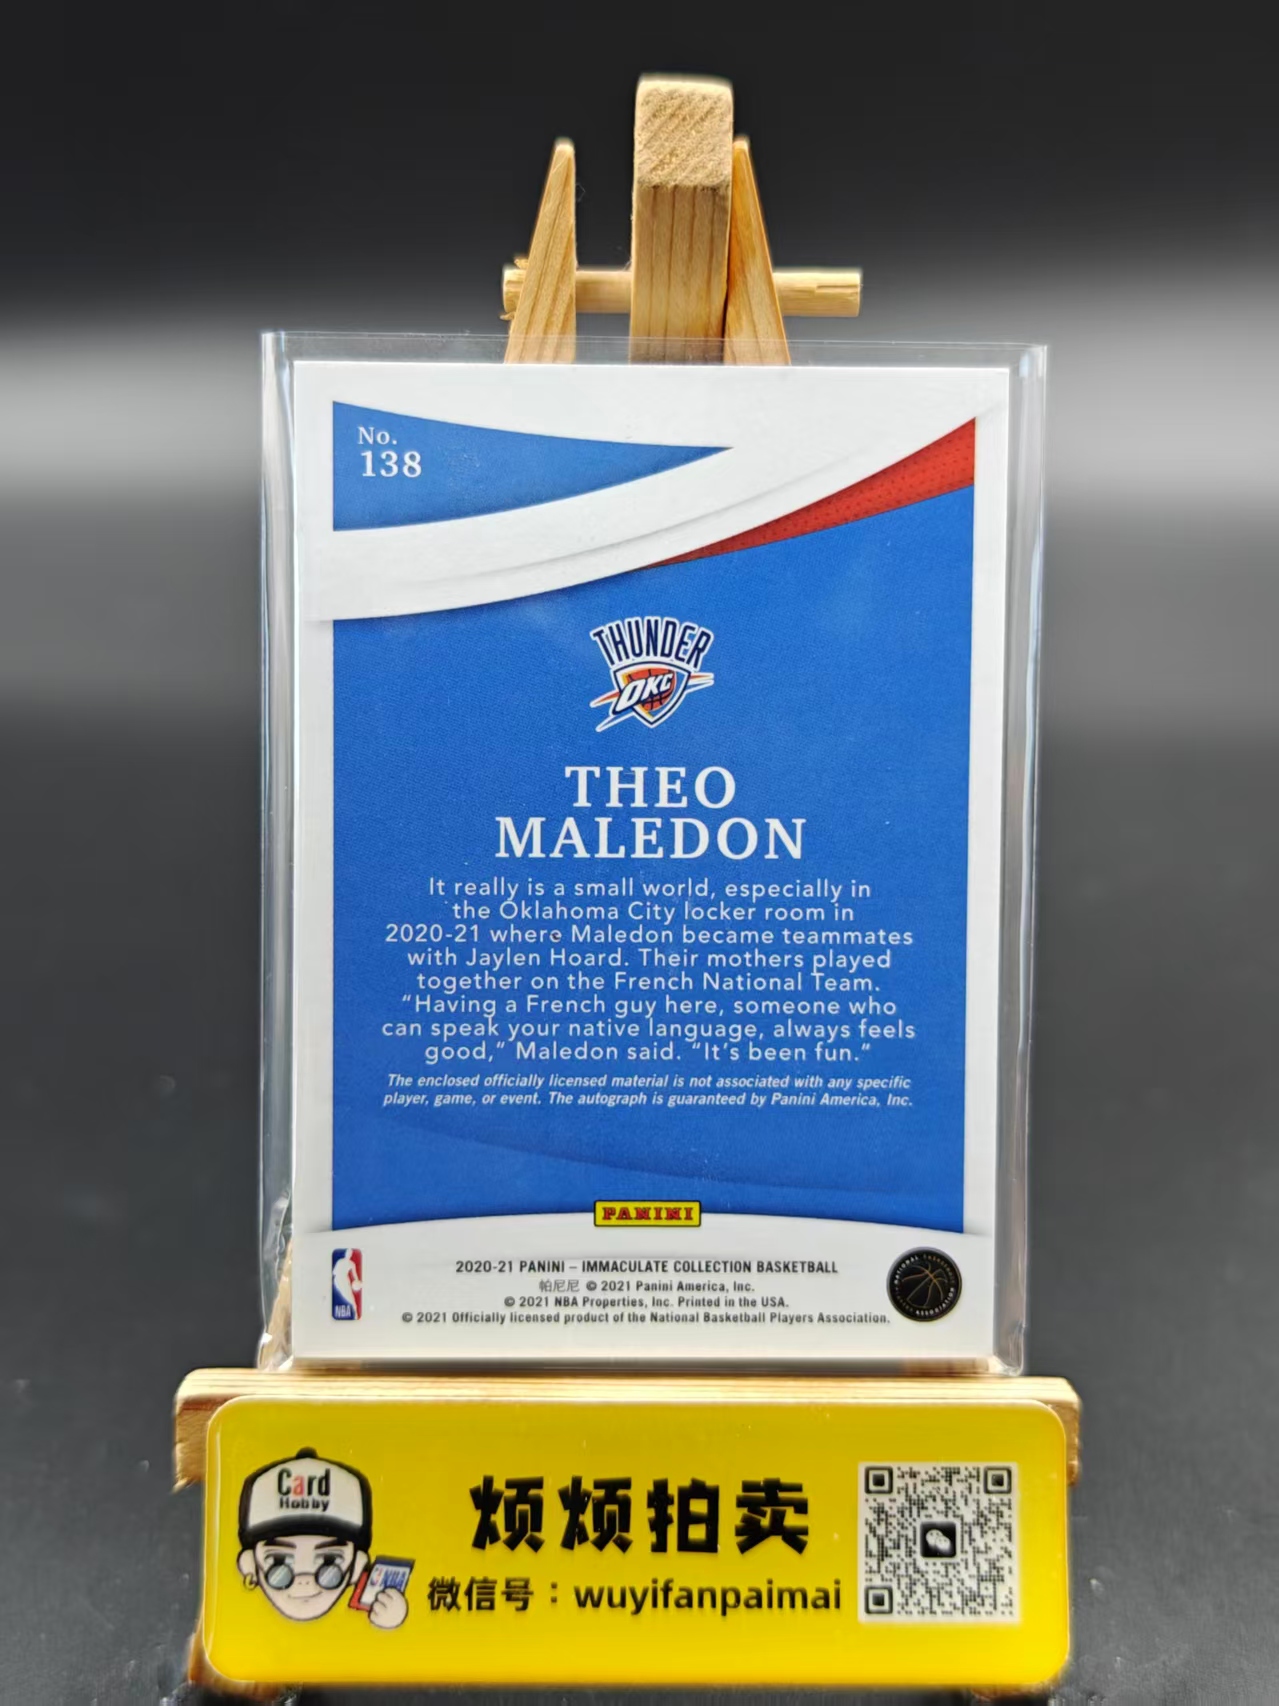 No.
138
THUNDER
OKC
THEO
MALEDON
It really is a small world, especially in
the Oklahoma City locker room in
2020-21 where Maledon became teammates
with Jaylen Hoard. Their mothers played
together on the French National Team.
“Having a French guy here, someone who
can speak your native language, always feels
good,” Maledon said. “It's been fun.”
The enclosed officially licensed material is not associated with any specific
player, game, or event. The autograph is guaranteed by Panini America, Inc.
PANINI
2020-21 PANINI – IMMACULATE COLLECTION BASKETBALL
帕尼尼 © 2021 Panini America, Inc.
© 2021 NBA Properties, Inc. Printed in the USA.
© 2021 Officially licensed product of the National Basketball Players Association.
NBA
Card
Hobby
NBA
烦烦拍卖
微信号：wuyifanpaimai